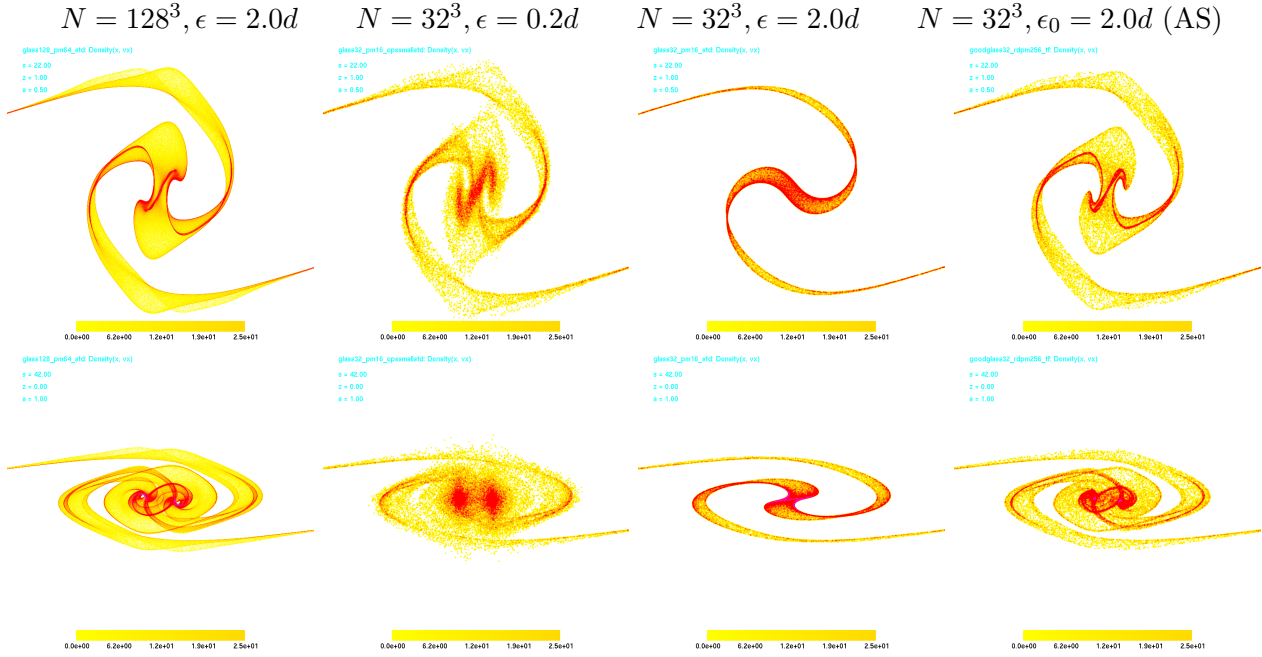 N = 128³, ϵ = 2.0d
N = 32³, ϵ = 0.2d
N = 32³, ϵ = 2.0d
N = 32³, ϵ₀ = 2.0d (AS)
glass128_pm64_std: Density(x, vx)
s = 22.00
z = 1.00
a = 0.50
0.0e+00 6.2e+00 1.2e+01 1.9e+01 2.5e+01
Density(x, vx)
s = 22.00
z = 1.00
a = 0.50
0.0e+00 6.2e+00 1.2e+01 1.9e+01 2.5e+01
glass32_pm16_std: Density(x, vx)
s = 22.00
z = 1.00
a = 0.50
0.0e+00 6.2e+00 1.2e+01 1.9e+01 2.5e+01
Density(x, vx)
s = 22.00
z = 1.00
a = 0.50
0.0e+00 6.2e+00 1.2e+01 1.9e+01 2.5e+01
glass128_pm64_std: Density(x, vx)
s = 42.00
z = 0.00
a = 1.00
0.0e+00 6.2e+00 1.2e+01 1.9e+01 2.5e+01
Density(x, vx)
s = 42.00
z = 0.00
a = 1.00
0.0e+00 6.2e+00 1.2e+01 1.9e+01 2.5e+01
glass32_pm16_std: Density(x, vx)
s = 42.00
z = 0.00
a = 1.00
0.0e+00 6.2e+00 1.2e+01 1.9e+01 2.5e+01
Density(x, vx)
s = 42.00
z = 0.00
a = 1.00
0.0e+00 6.2e+00 1.2e+01 1.9e+01 2.5e+01